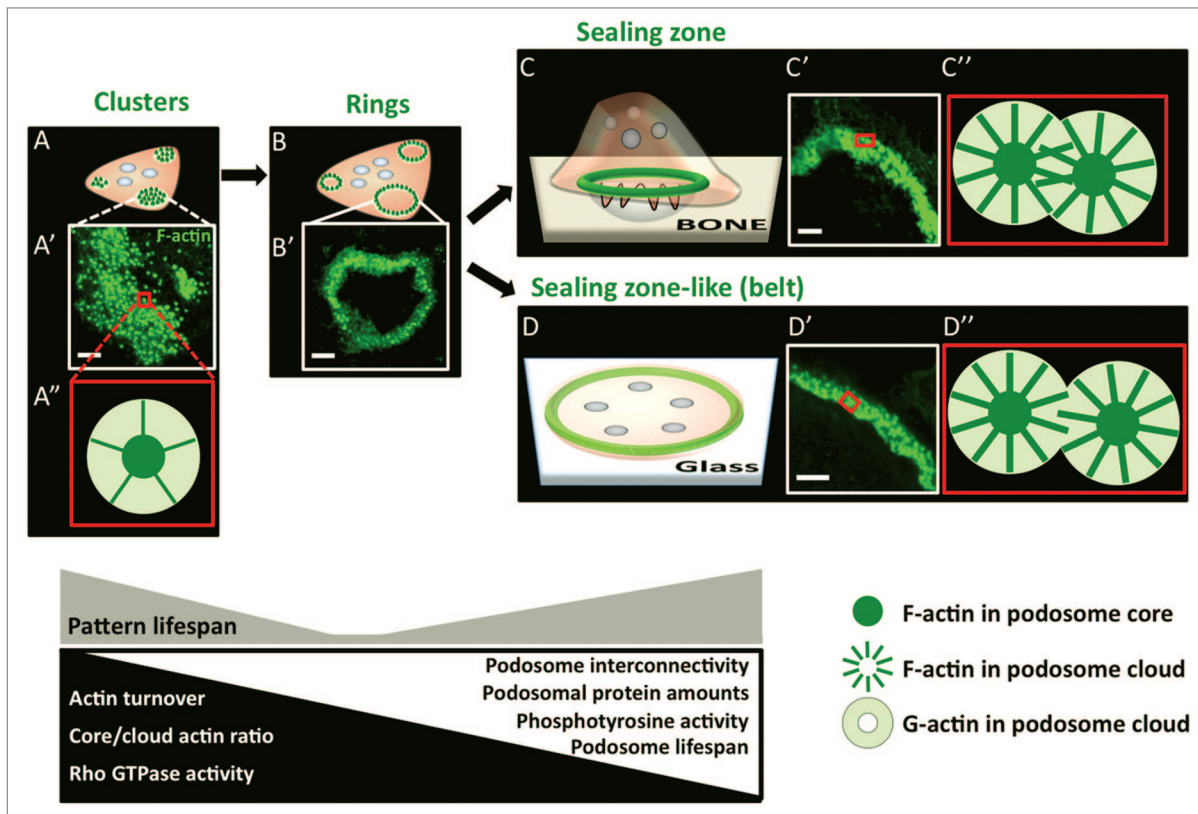 Clusters
Rings
Sealing zone
A
A’
F-actin
A’’
B
B’
C
BONE
C’
C’’
Sealing zone-like (belt)
D
Glass
D’
D’’
Pattern lifespan
Actin turnover
Core/cloud actin ratio
Rho GTPase activity
Podosome interconnectivity
Podosomal protein amounts
Phosphotyrosine activity
Podosome lifespan
F-actin in podosome core
F-actin in podosome cloud
G-actin in podosome cloud